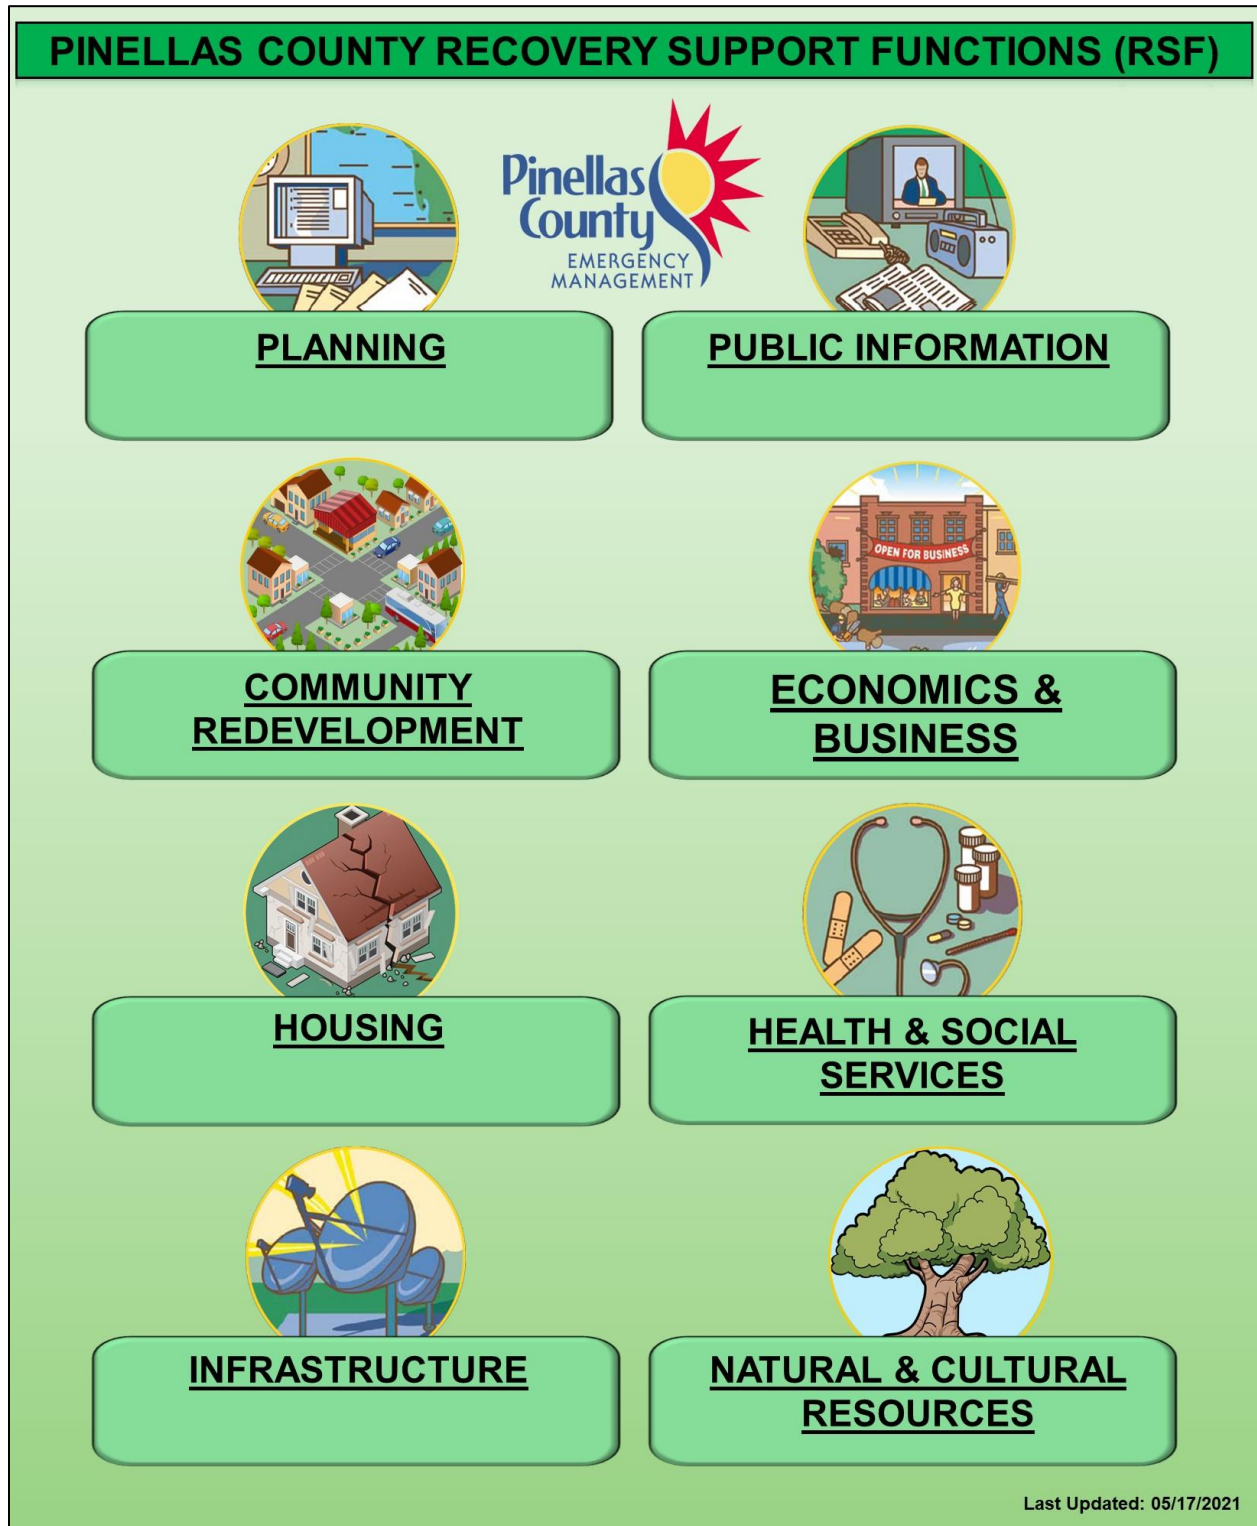 PINELLAS COUNTY RECOVERY SUPPORT FUNCTIONS (RSF)
Pinellas
County
EMERGENCY
MANAGEMENT
PLANNING
PUBLIC INFORMATION
OPEN FOR BUSINESS
COMMUNITY
REDEVELOPMENT
ECONOMICS &
BUSINESS
HOUSING
HEALTH & SOCIAL
SERVICES
INFRASTRUCTURE
NATURAL & CULTURAL
RESOURCES
Last Updated: 05/17/2021